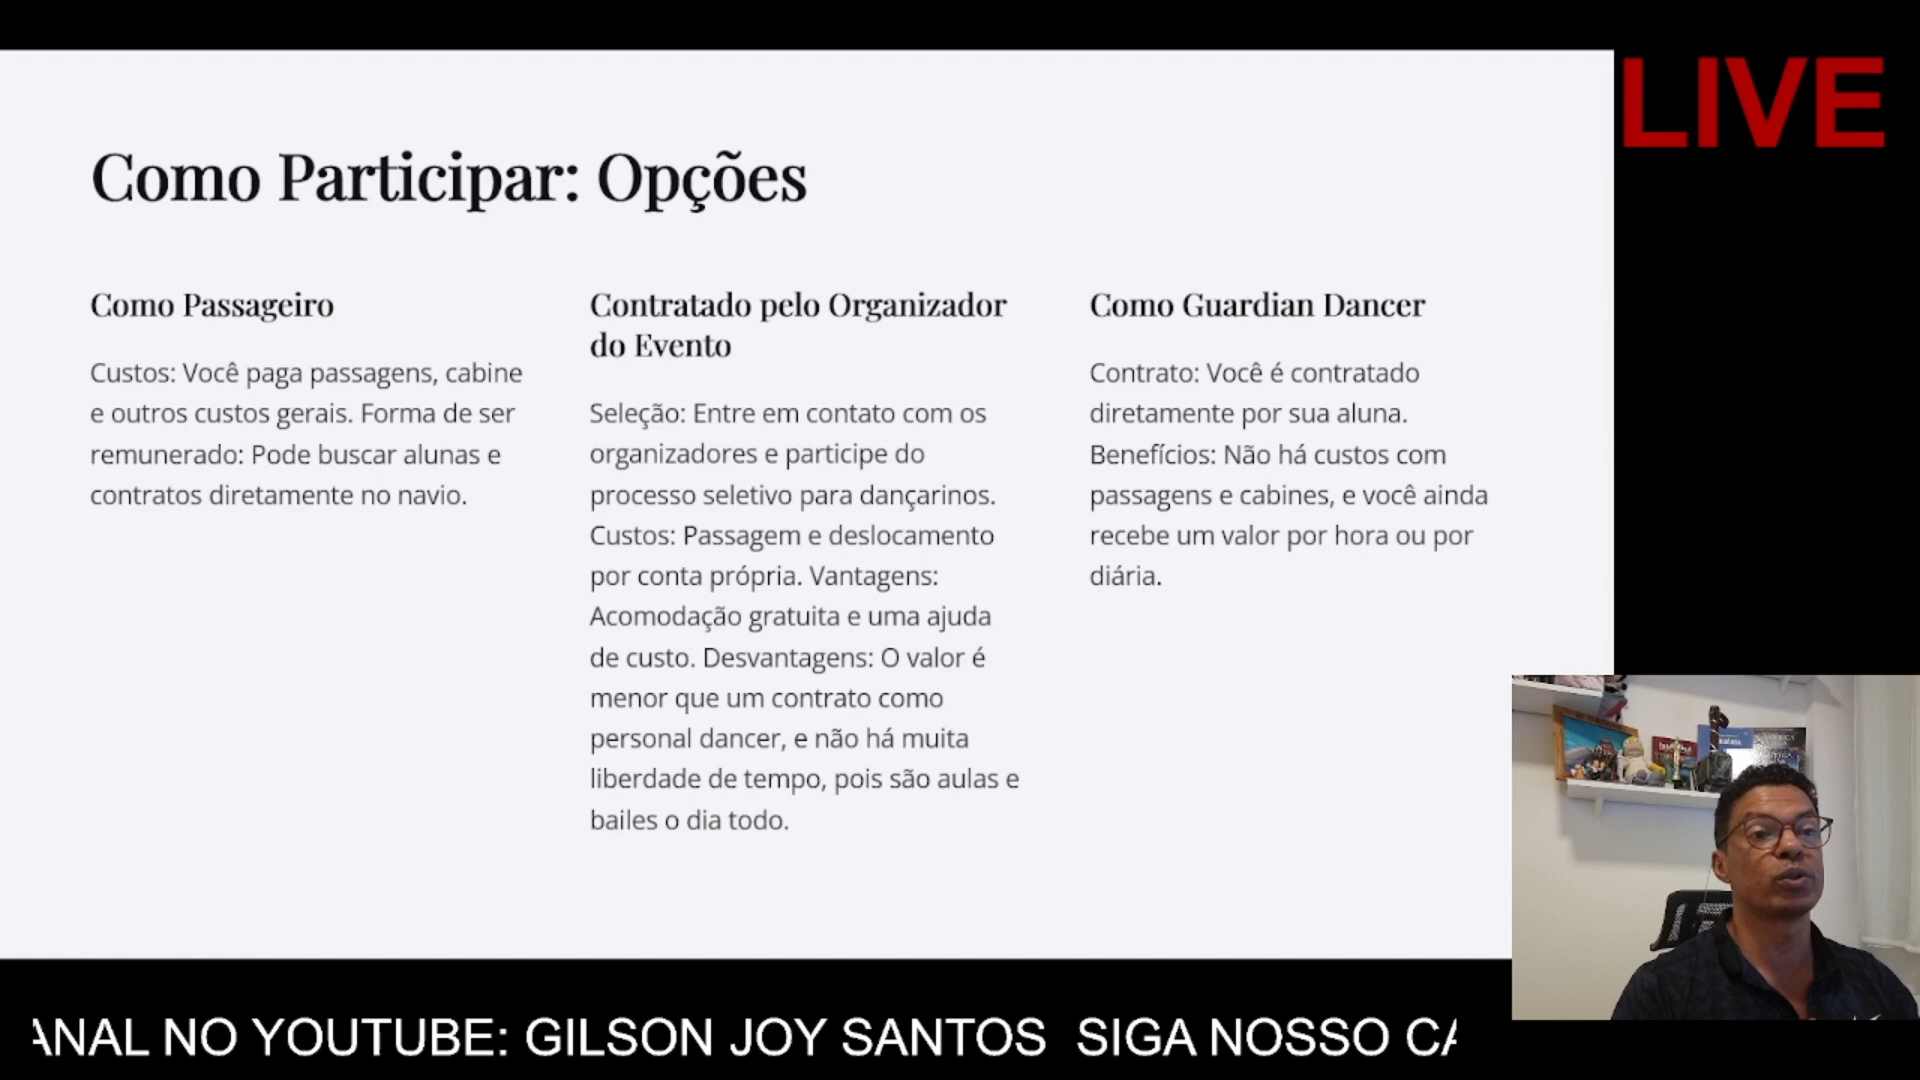 LIVE
Como Participar: Opções
Como Passageiro
Custos: Você paga passagens, cabine
e outros custos gerais. Forma de ser
remunerado: Pode buscar alunas e
contratos diretamente no navio.
Contratado pelo Organizador
do Evento
Seleção: Entre em contato com os
organizadores e participe do
processo seletivo para dançarinos.
Custos: Passagem e deslocamento
por conta própria. Vantagens:
Acomodação gratuita e uma ajuda
de custo. Desvantagens: O valor é
menor que um contrato como
personal dancer, e não há muita
liberdade de tempo, pois são aulas e
bailes o dia todo.
Como Guardian Dancer
Contrato: Você é contratado
diretamente por sua aluna.
Benefícios: Não há custos com
passagens e cabines, e você ainda
recebe um valor por hora ou por
diária.
ANAL NO YOUTUBE: GILSON JOY SANTOS SIGA NOSSO CA